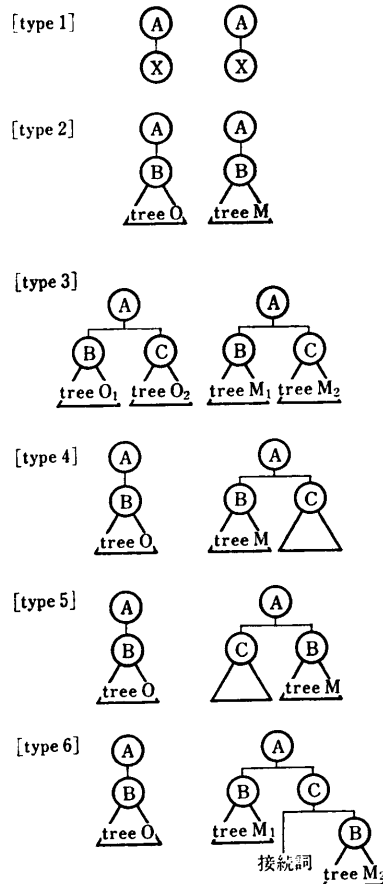 [type 1]
A A
X X
[type 2]
A A
B B
tree O tree M
[type 3]
A A
B C B C
tree O₁ tree O₂ tree M₁ tree M₂
[type 4]
A A
B B C
tree O tree M
[type 5]
A A
B C B
tree O tree M
[type 6]
A A
B B C
tree O tree M₁
接続詞 B
tree M₂